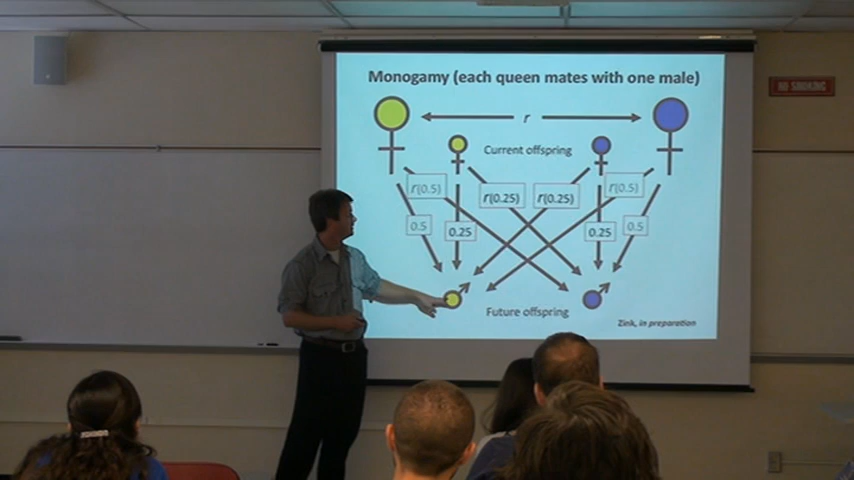 NO SMOKING
Monogamy (each queen mates with one male)
r
Current offspring
r(0.5)
r(0.25)
r(0.25)
r(0.5)
0.5
0.25
0.25
0.5
Future offspring
Zink, in preparation